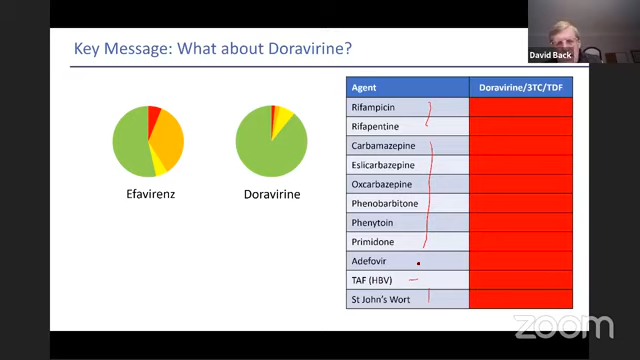 Key Message: What about Doravirine?
David Back
Efavirenz
Doravirine
Agent Doravirine/3TC/TDF
Rifampicin
Rifapentine
Carbamazepine
Eslicarbazepine
Oxcarbazepine
Phenobarbitone
Phenytoin
Primidone
Adefovir
TAF (HBV)
St John's Wort
zoom